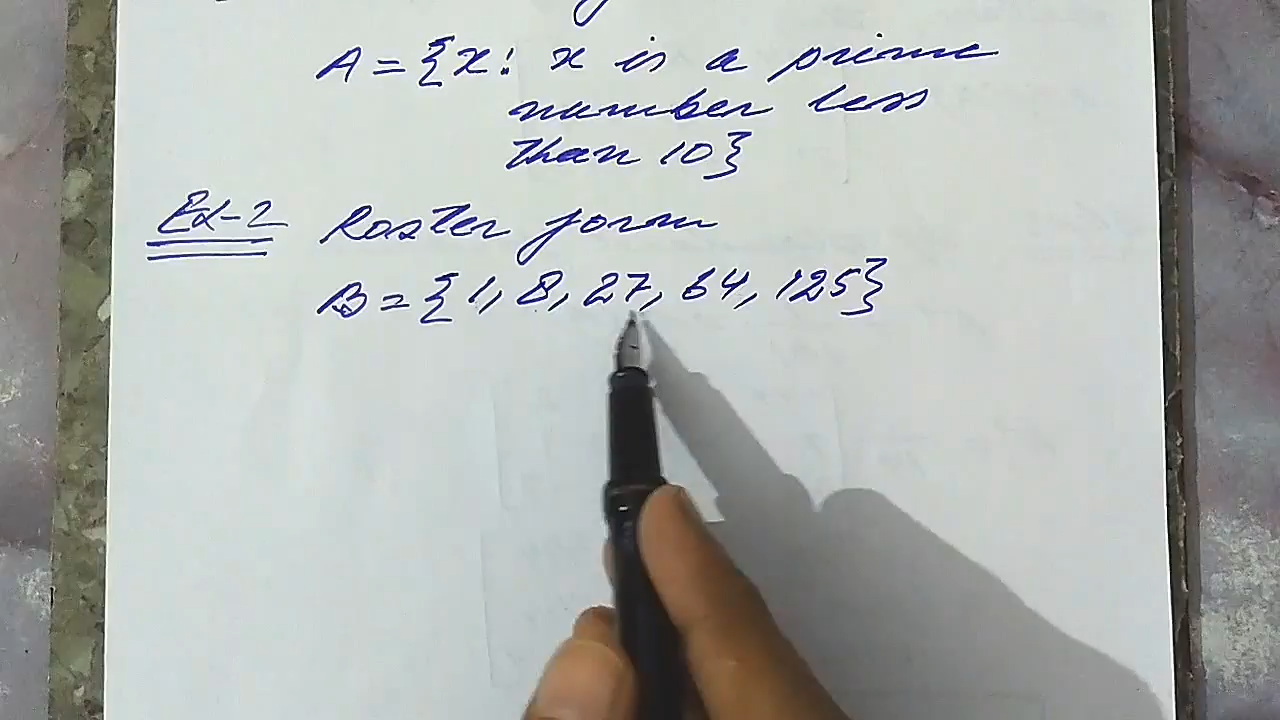 A = {x: x is a prime
number less
than 10}
Ex-2 Roster form
B = {1, 8, 27, 64, 125}